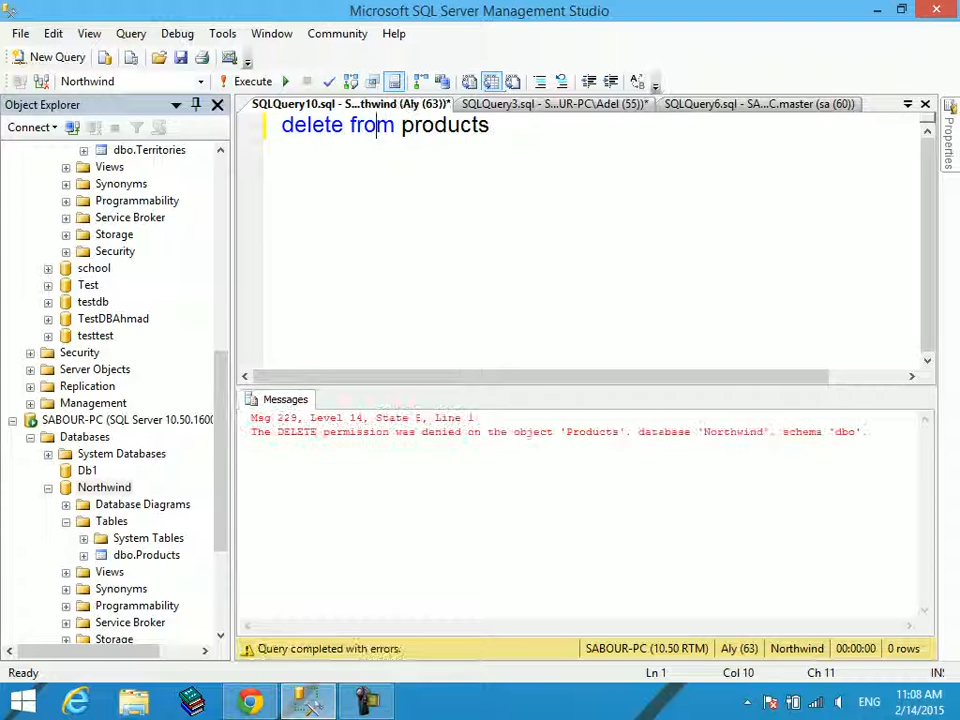 Microsoft SQL Server Management Studio
File Edit View Query Debug Tools Window Community Help
New Query
Northwind Execute
Object Explorer
SQLQuery10.sql - S...thwind (Aly (63))* SQLQuery3.sql - S...UR-PC\Adel (55))* SQLQuery6.sql - SA...C.master (sa (60))
Properties
Connect
delete from products
dbo.Territories
Views
Synonyms
Programmability
Service Broker
Storage
Security
school
Test
testdb
TestDBAhmad
testtest
Security
Server Objects
Replication
Management
SABOUR-PC (SQL Server 10.50.1600
Databases
System Databases
Db1
Northwind
Database Diagrams
Tables
System Tables
dbo.Products
Views
Synonyms
Programmability
Service Broker
Storage
Messages
Msg 229, Level 14, State 5, Line 1
The DELETE permission was denied on the object 'Products', database 'Northwind', schema 'dbo'.
Query completed with errors. SABOUR-PC (10.50 RTM) Aly (63) Northwind 00:00:00 0 rows
Ready Ln 1 Col 10 Ch 11 INS
ENG 11:08 AM
2/14/2015